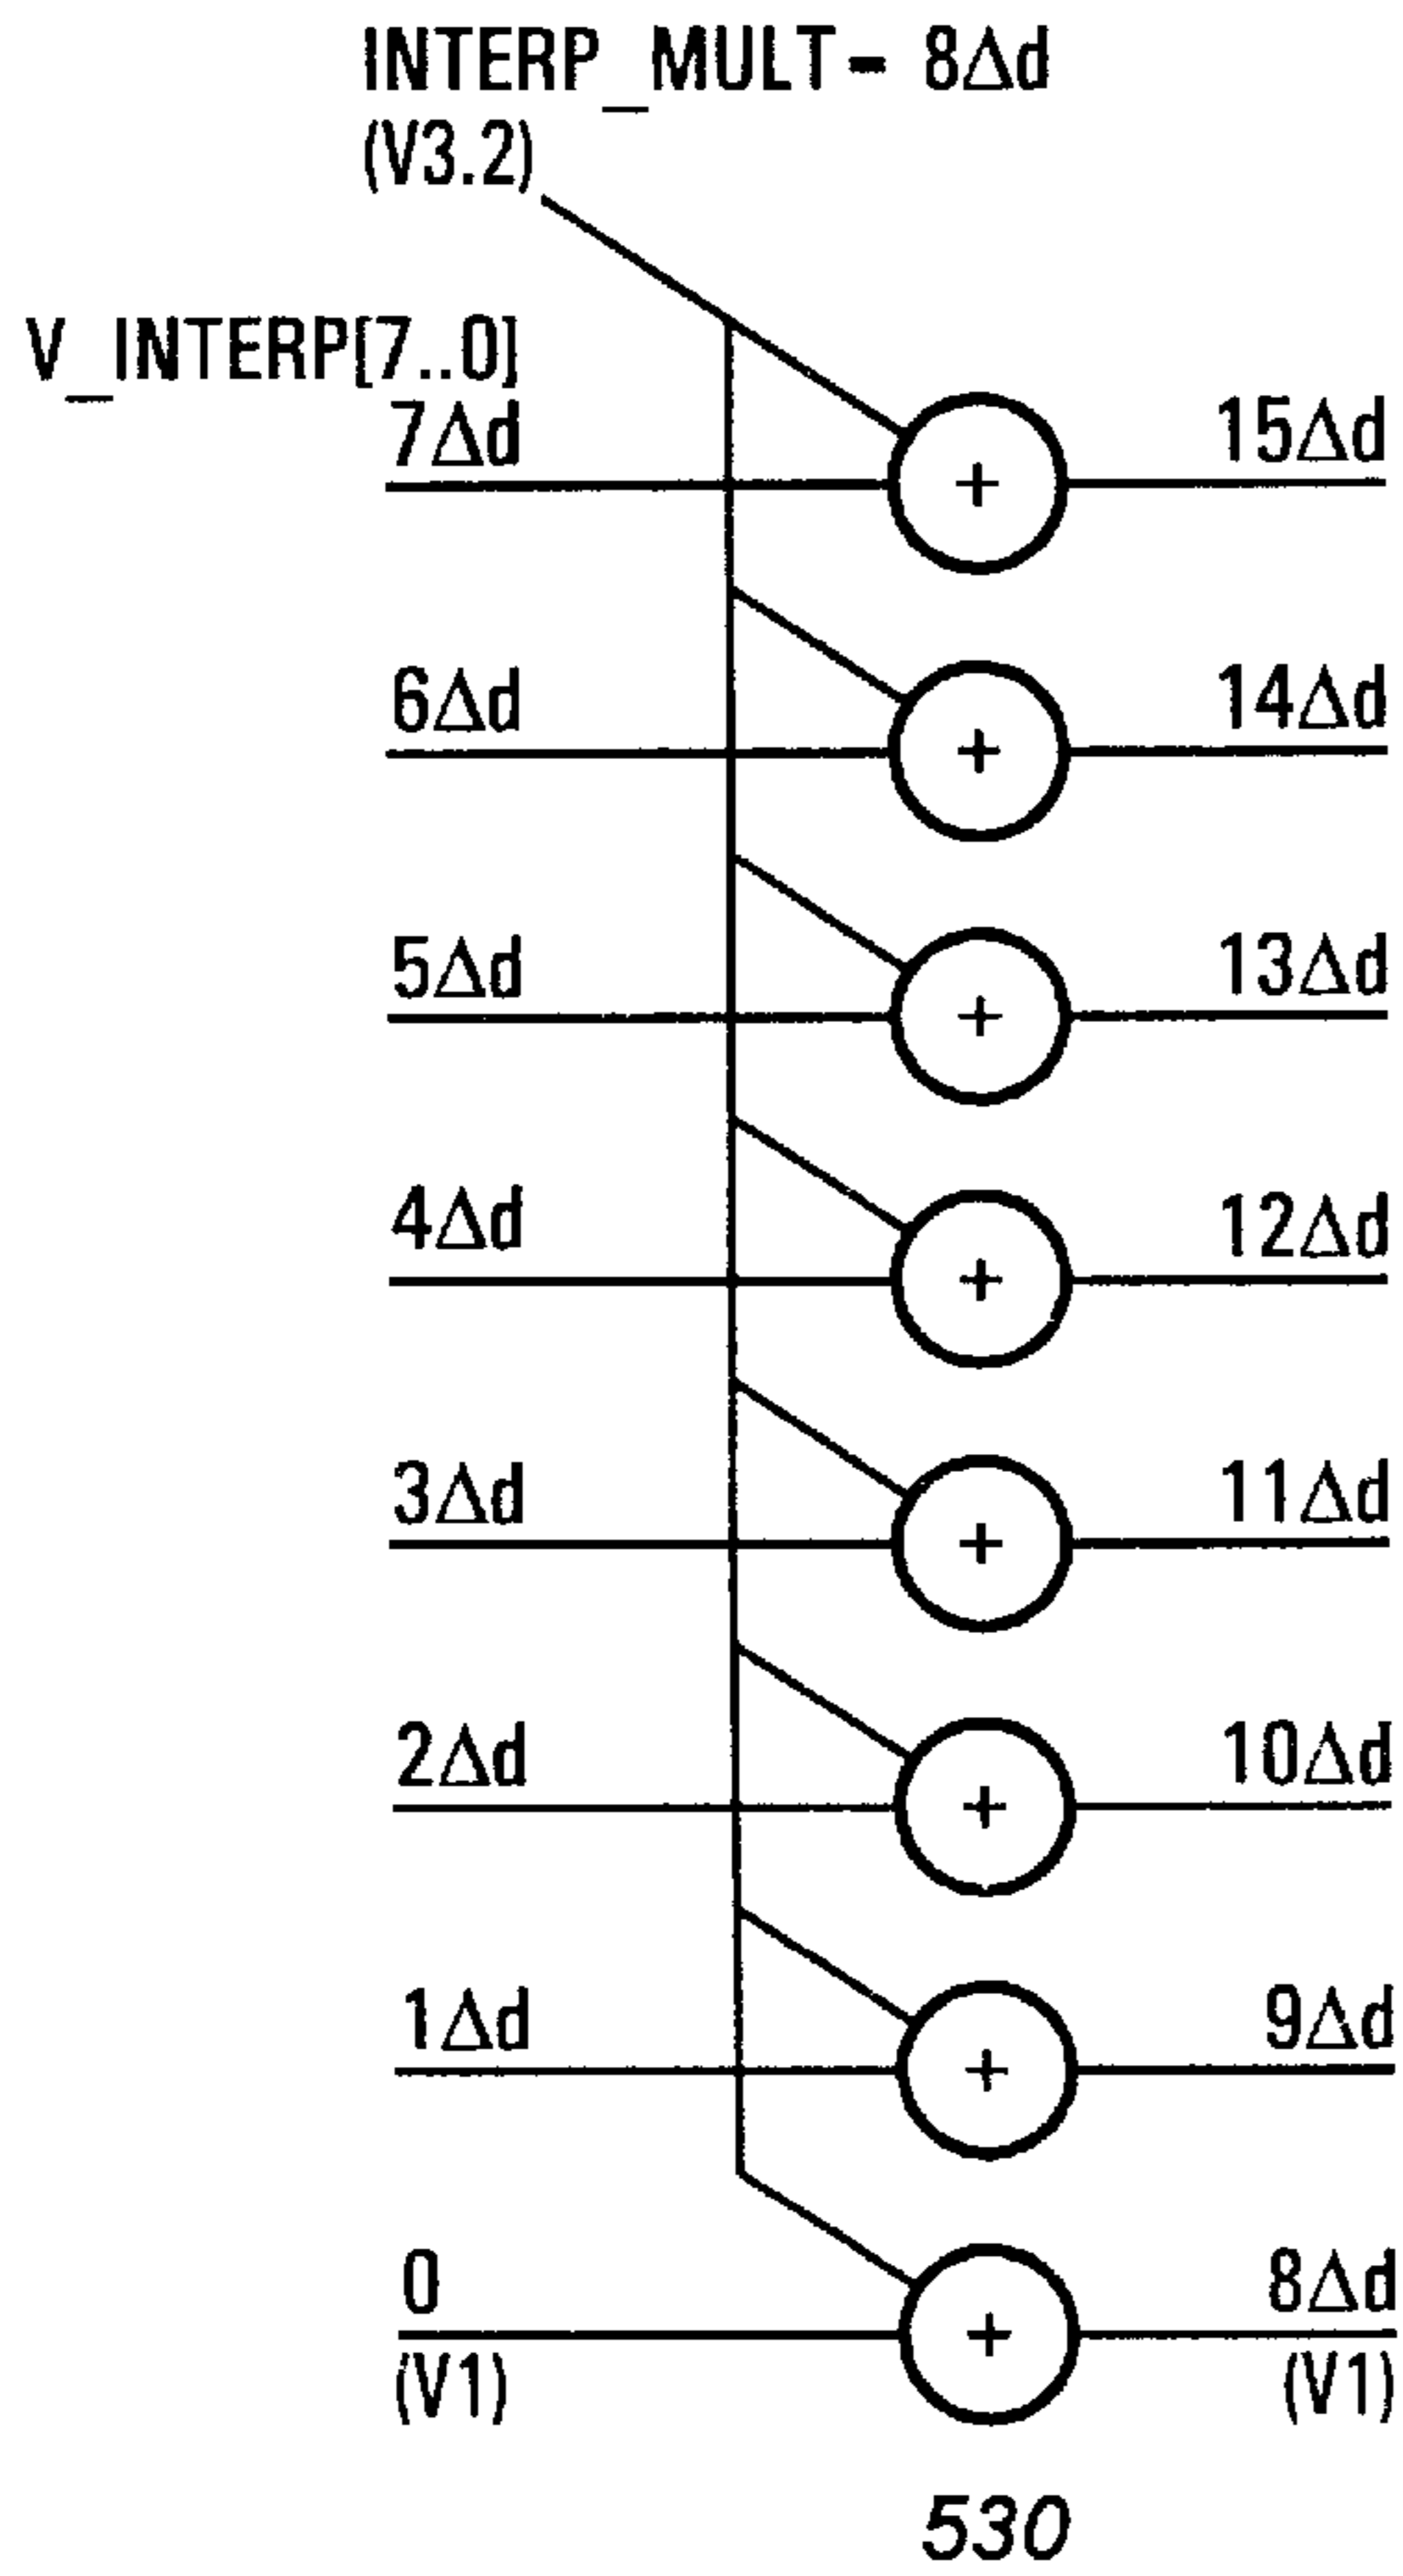 INTERP_MULT- 8Δd
(V3.2)
V_INTERP[7..0]
7Δd + 15Δd
6Δd + 14Δd
5Δd + 13Δd
4Δd + 12Δd
3Δd + 11Δd
2Δd + 10Δd
1Δd + 9Δd
0 + 8Δd
(V1) (V1)
530